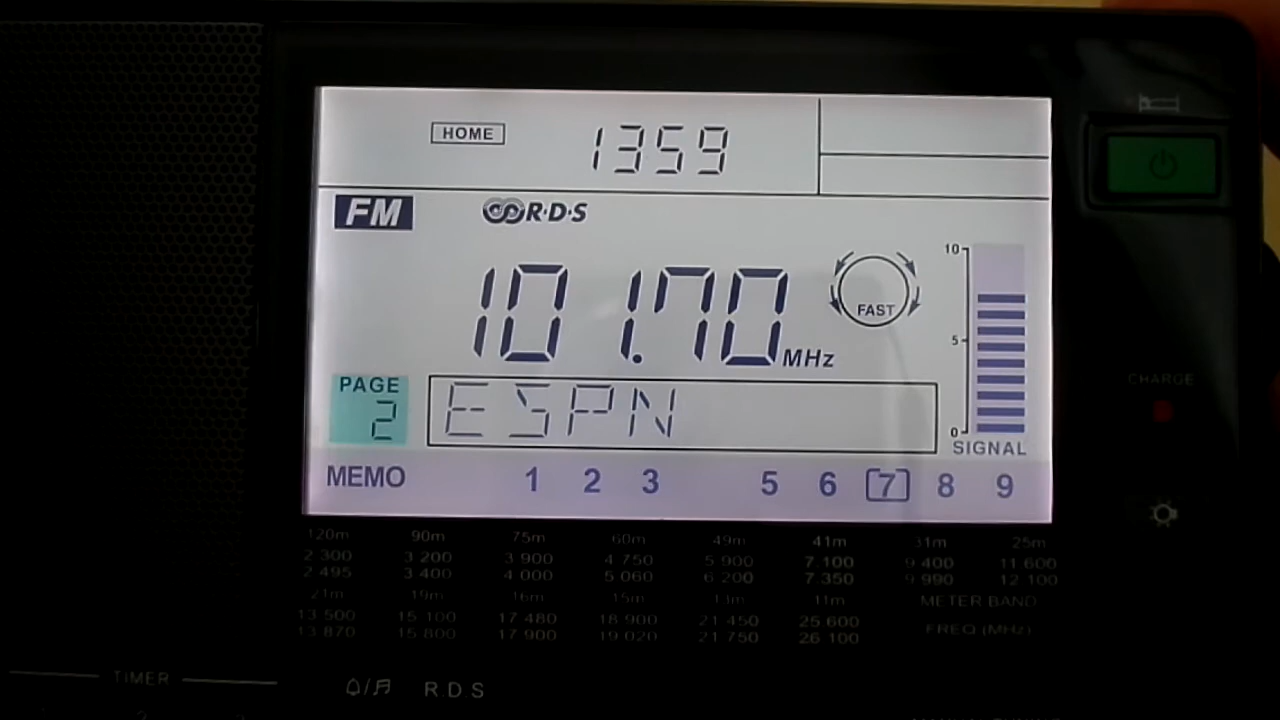 HOME 1359
FM R·D·S
101.70 MHz
FAST
10
5
0
SIGNAL
PAGE
2
ESPN
MEMO 1 2 3 5 6 7 8 9
CHARGE
120m 90m 75m 60m 49m 41m 31m 25m
2 300 3 200 3 900 4 750 5 900 7.100 9 400 11 600
2 495 3 400 4 000 5 060 6 200 7.350 9 990 12 100
21m 19m 16m 15m 13m 11m METER BAND
13 500 15 100 17 480 18 900 21 450 25 600 FREQ (MHz)
13 870 15 800 17 900 19 020 21 750 26 100
TIMER
R.D.S